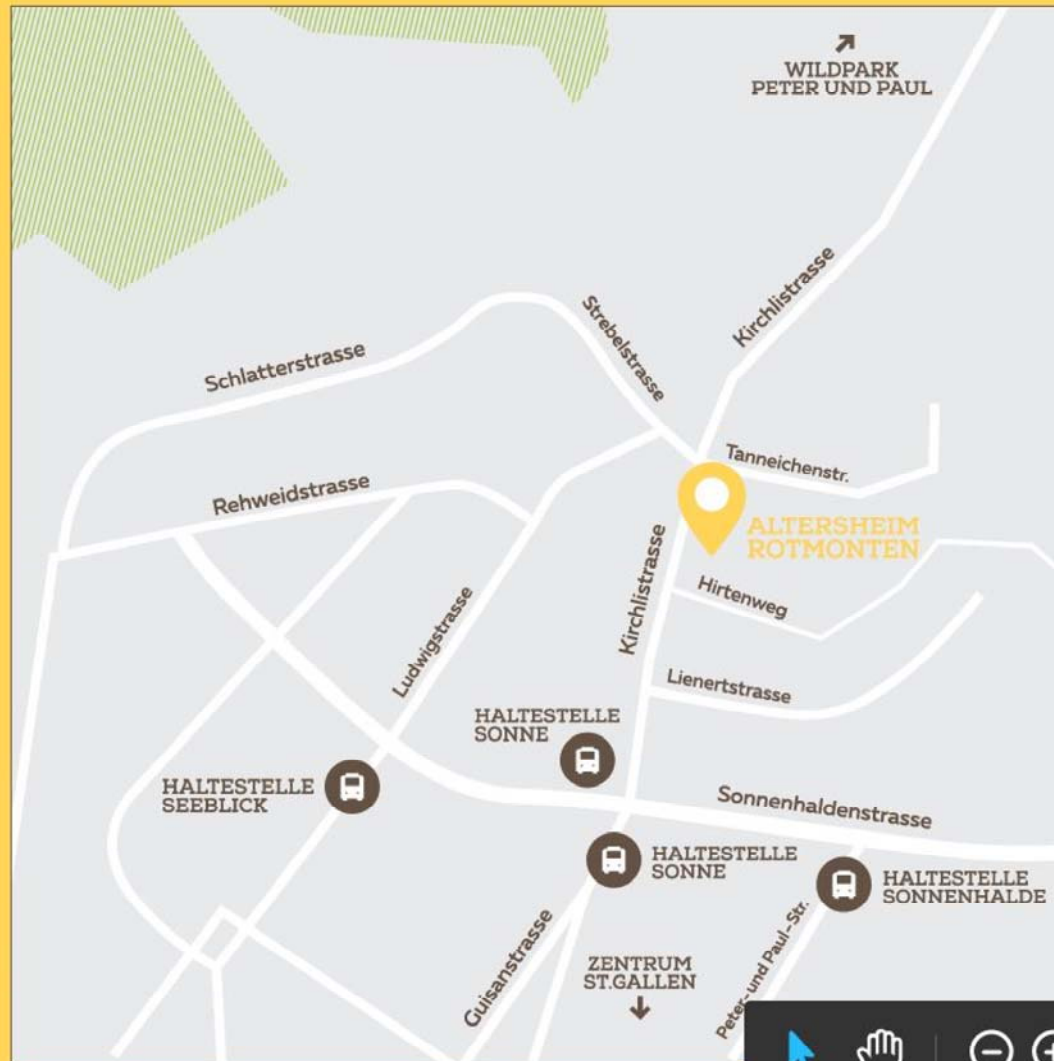 WILDPARK
PETER UND PAUL
Kirchlistrasse
Strebelstrasse
Schlatterstrasse
Tanneichenstr.
Rehweidstrasse
ALTERSHEIM
ROTMONTEN
Kirchlistrasse
Hirtenweg
Ludwigstrasse
Lienertstrasse
HALTESTELLE
SONNE
HALTESTELLE
SEEBLICK
Sonnenhaldenstrasse
HALTESTELLE
SONNE
HALTESTELLE
SONNENHALDE
Guisanstrasse
ZENTRUM
ST.GALLEN
Peter- und Paul-Str.